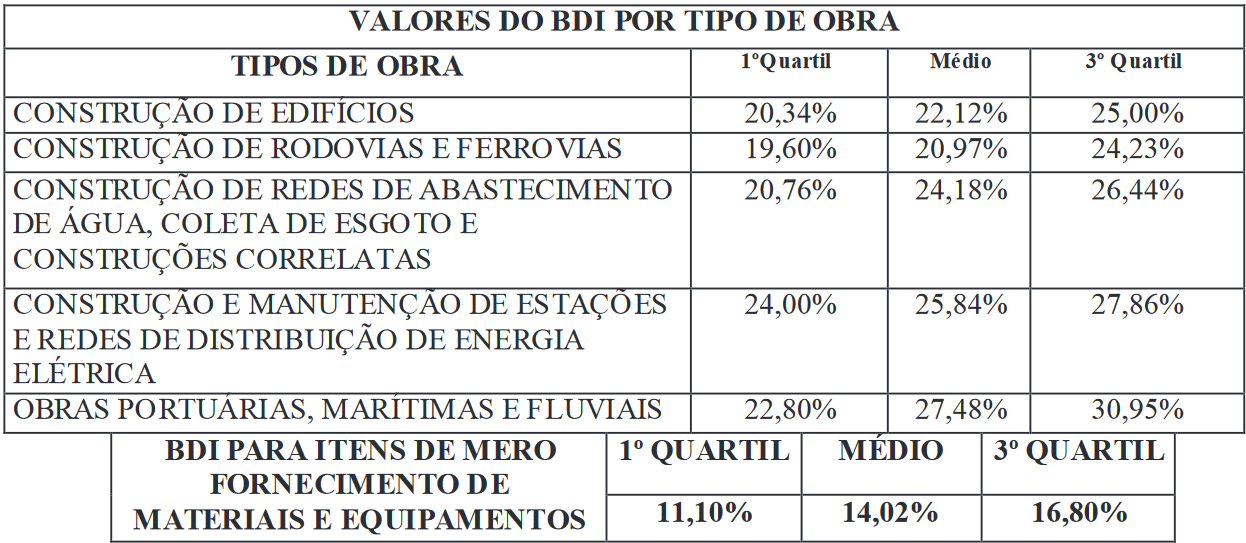 VALORES DO BDI POR TIPO DE OBRA
TIPOS DE OBRA 1ºQuartil Médio 3º Quartil
CONSTRUÇÃO DE EDIFÍCIOS 20,34% 22,12% 25,00%
CONSTRUÇÃO DE RODOVIAS E FERROVIAS 19,60% 20,97% 24,23%
CONSTRUÇÃO DE REDES DE ABASTECIMENTO 20,76% 24,18% 26,44%
DE ÁGUA, COLETA DE ESGOTO E
CONSTRUÇÕES CORRELATAS
CONSTRUÇÃO E MANUTENÇÃO DE ESTAÇÕES 24,00% 25,84% 27,86%
E REDES DE DISTRIBUIÇÃO DE ENERGIA
ELÉTRICA
OBRAS PORTUÁRIAS, MARÍTIMAS E FLUVIAIS 22,80% 27,48% 30,95%
BDI PARA ITENS DE MERO 1º QUARTIL MÉDIO 3º QUARTIL
FORNECIMENTO DE
MATERIAIS E EQUIPAMENTOS 11,10% 14,02% 16,80%